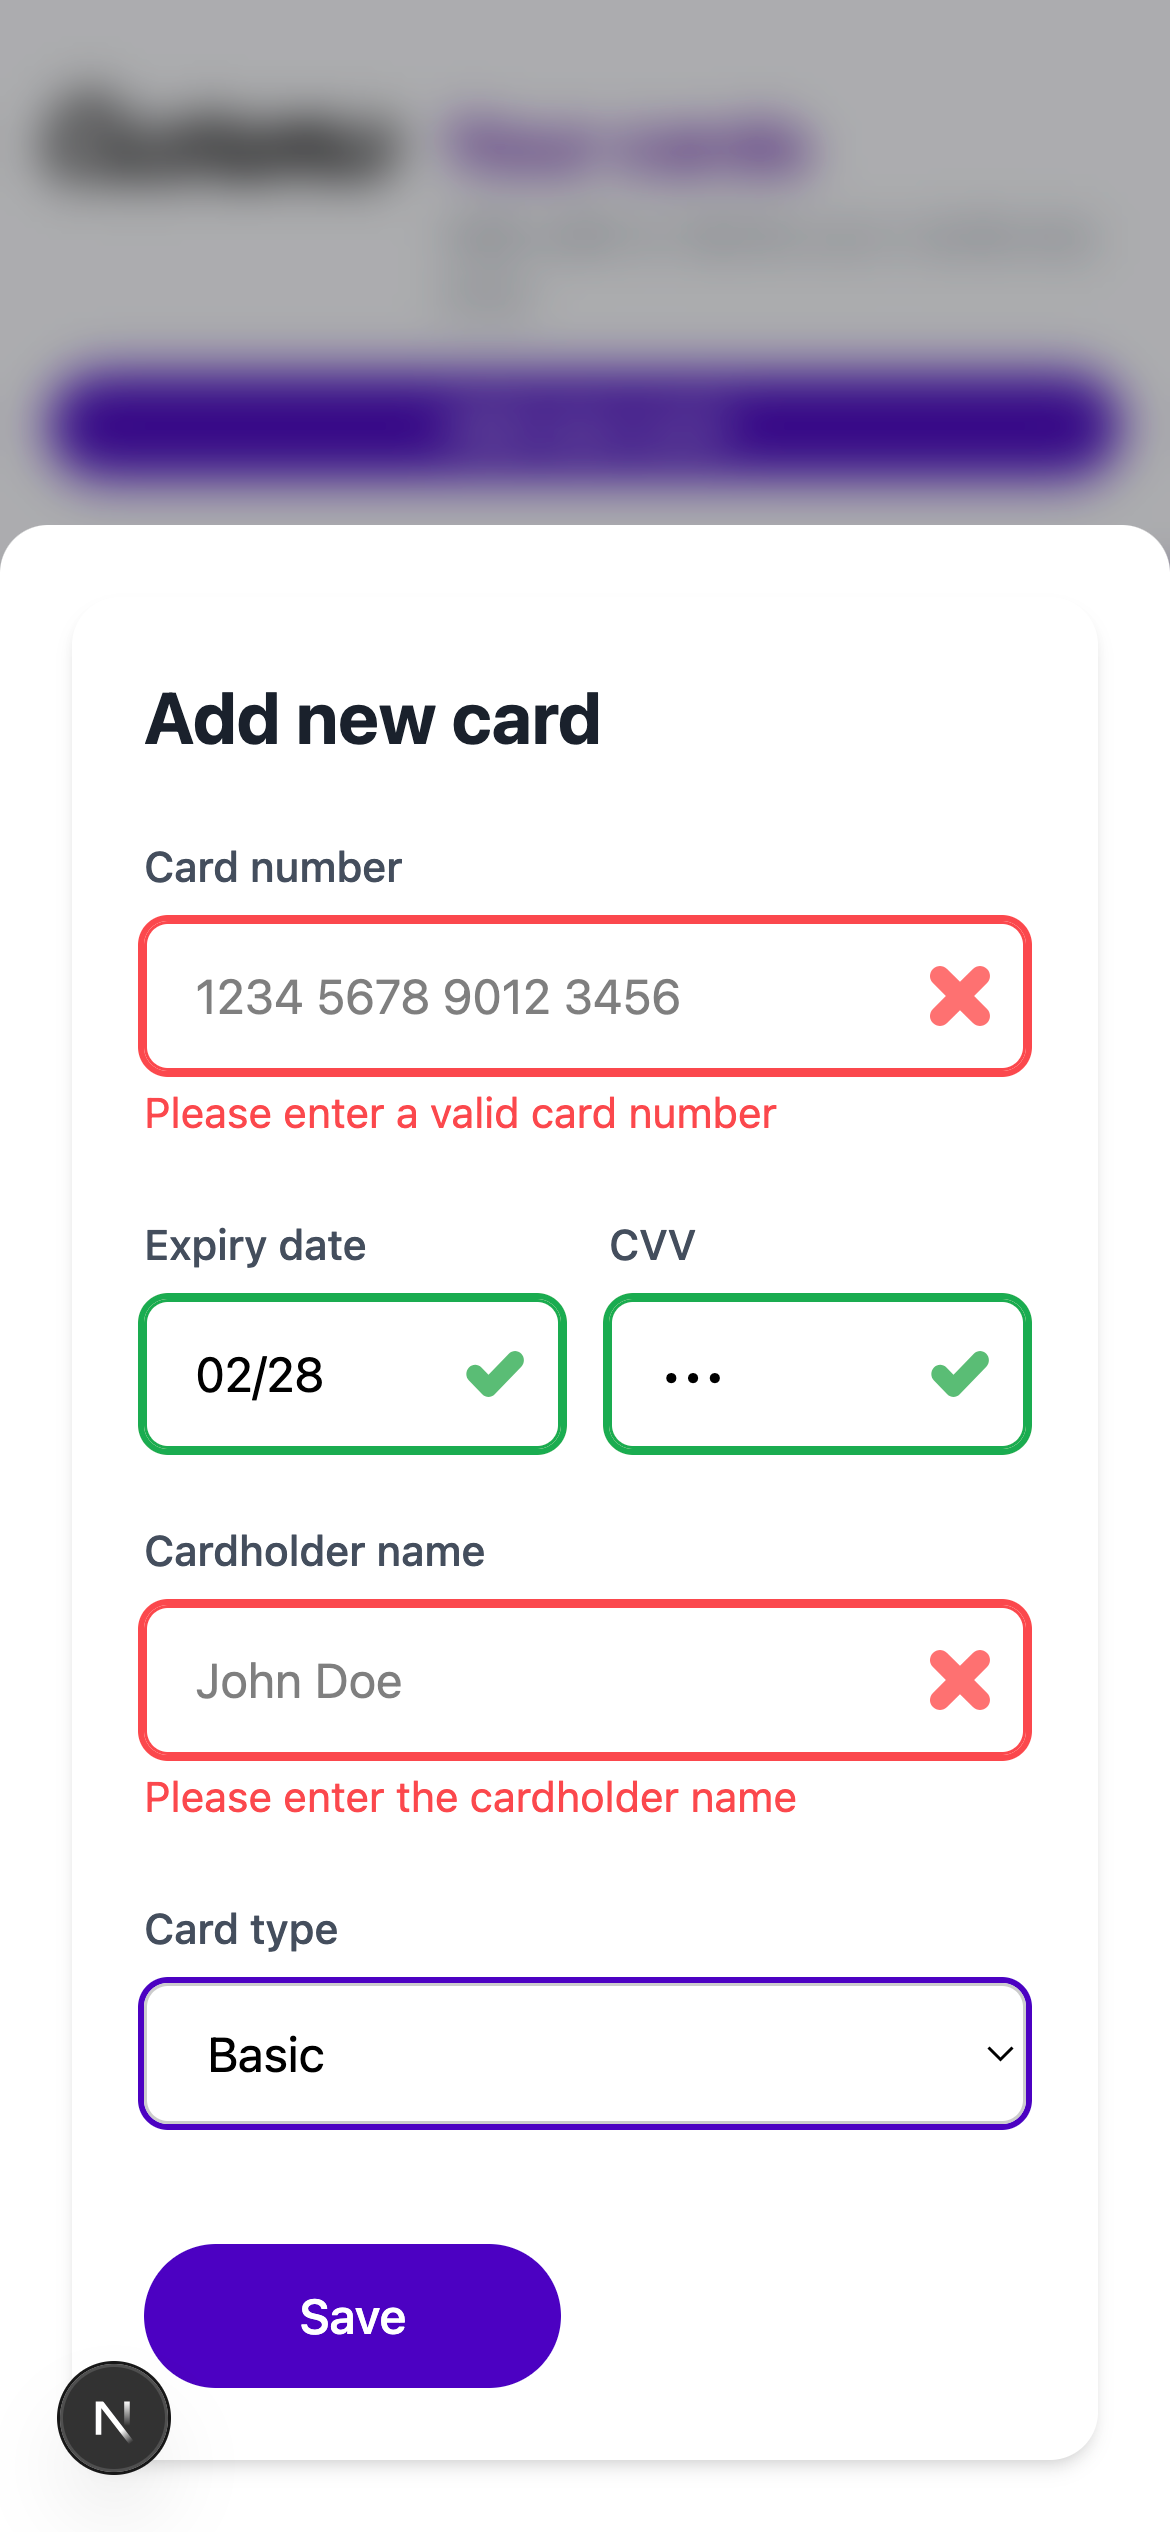 Add new card
Card number
1234 5678 9012 3456
Please enter a valid card number
Expiry date
CVV
02/28
•••
Cardholder name
John Doe
Please enter the cardholder name
Card type
Basic
Save
N